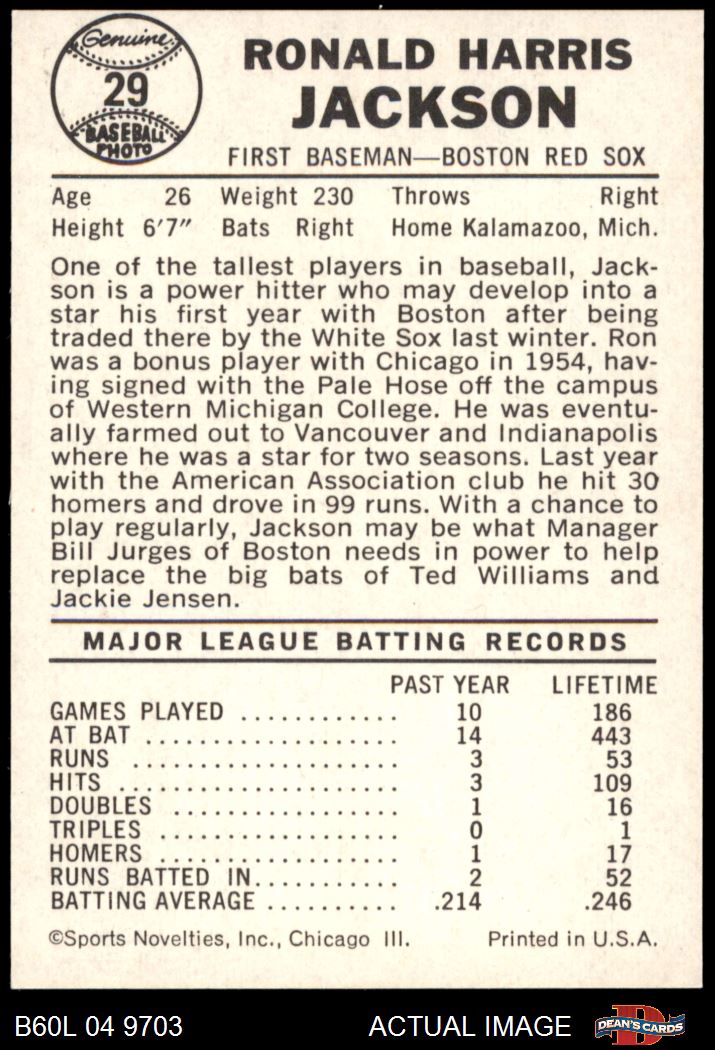 Genuine
29
BASEBALL
PHOTO
RONALD HARRIS
JACKSON
FIRST BASEMAN—BOSTON RED SOX
Age 26 Weight 230 Throws Right
Height 6'7" Bats Right Home Kalamazoo, Mich.
One of the tallest players in baseball, Jack-
son is a power hitter who may develop into a
star his first year with Boston after being
traded there by the White Sox last winter. Ron
was a bonus player with Chicago in 1954, hav-
ing signed with the Pale Hose off the campus
of Western Michigan College. He was eventu-
ally farmed out to Vancouver and Indianapolis
where he was a star for two seasons. Last year
with the American Association club he hit 30
homers and drove in 99 runs. With a chance to
play regularly, Jackson may be what Manager
Bill Jurges of Boston needs in power to help
replace the big bats of Ted Williams and
Jackie Jensen.
MAJOR LEAGUE BATTING RECORDS
PAST YEAR LIFETIME
GAMES PLAYED ............. 10 186
AT BAT .................... 14 443
RUNS ..................... 3 53
HITS ...................... 3 109
DOUBLES .................. 1 16
TRIPLES ................... 0 1
HOMERS ................... 1 17
RUNS BATTED IN............ 2 52
BATTING AVERAGE .......... .214 .246
©Sports Novelties, Inc., Chicago Ill. Printed in U.S.A.
B60L 04 9703 ACTUAL IMAGE
D
DEAN'S CARDS